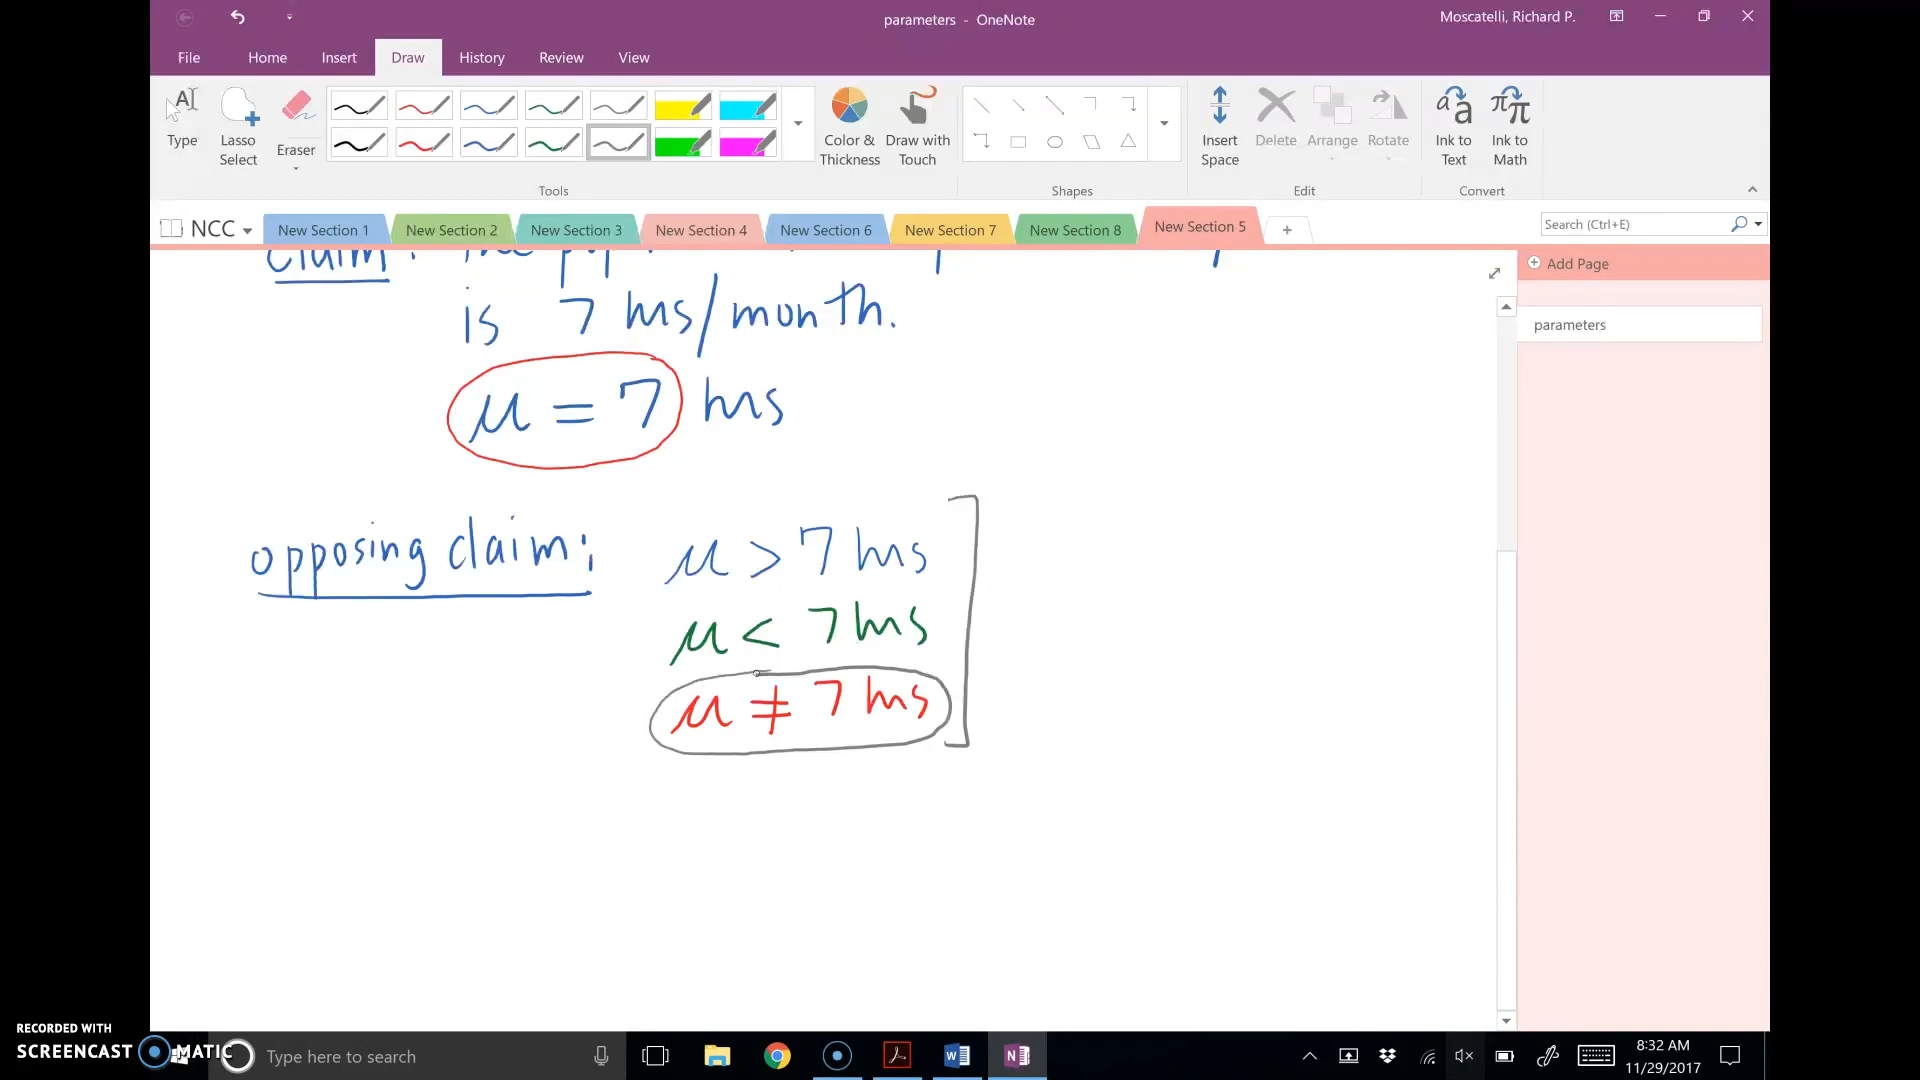 parameters - OneNote
Moscatelli, Richard P.
File Home Insert Draw History Review View
Type
Lasso Select
Eraser
Color & Thickness
Draw with Touch
Insert Space
Delete
Arrange
Rotate
Ink to Text
Ink to Math
Tools Shapes Edit Convert
NCC
New Section 1 New Section 2 New Section 3 New Section 4 New Section 6 New Section 7 New Section 8 New Section 5
Search (Ctrl+E)
Add Page
parameters
claim: The
is 7 hrs/month.
μ = 7 hrs
opposing claim: μ > 7 hrs
μ < 7 hrs
μ ≠ 7 hrs
RECORDED WITH
SCREENCAST MATIC
Type here to search
8:32 AM
11/29/2017